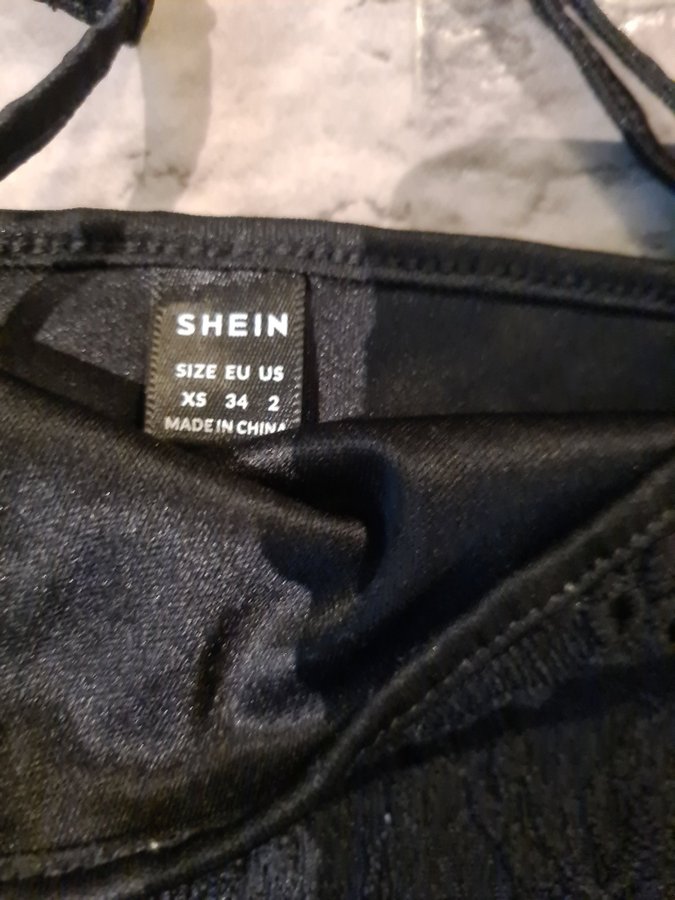 SHEIN
SIZE EU US
XS 34 2
MADE IN CHINA